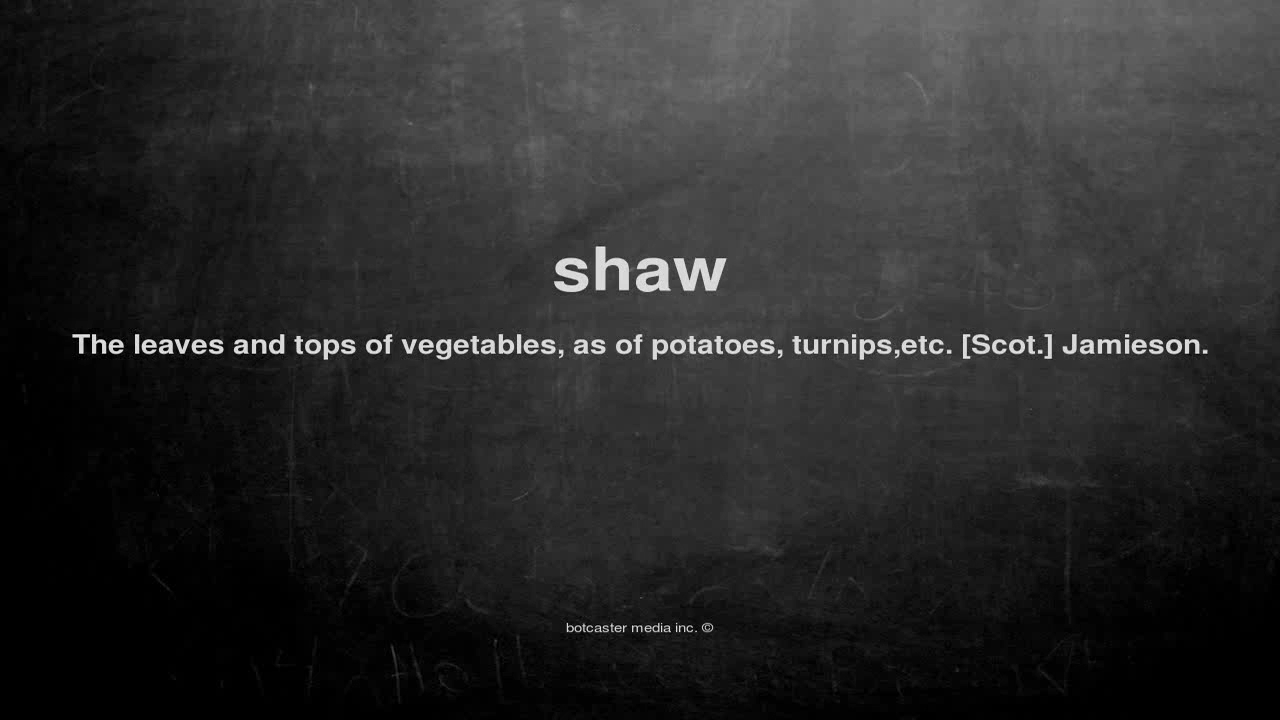 shaw
The leaves and tops of vegetables, as of potatoes, turnips,etc. [Scot.] Jamieson.
botcaster media inc. ©